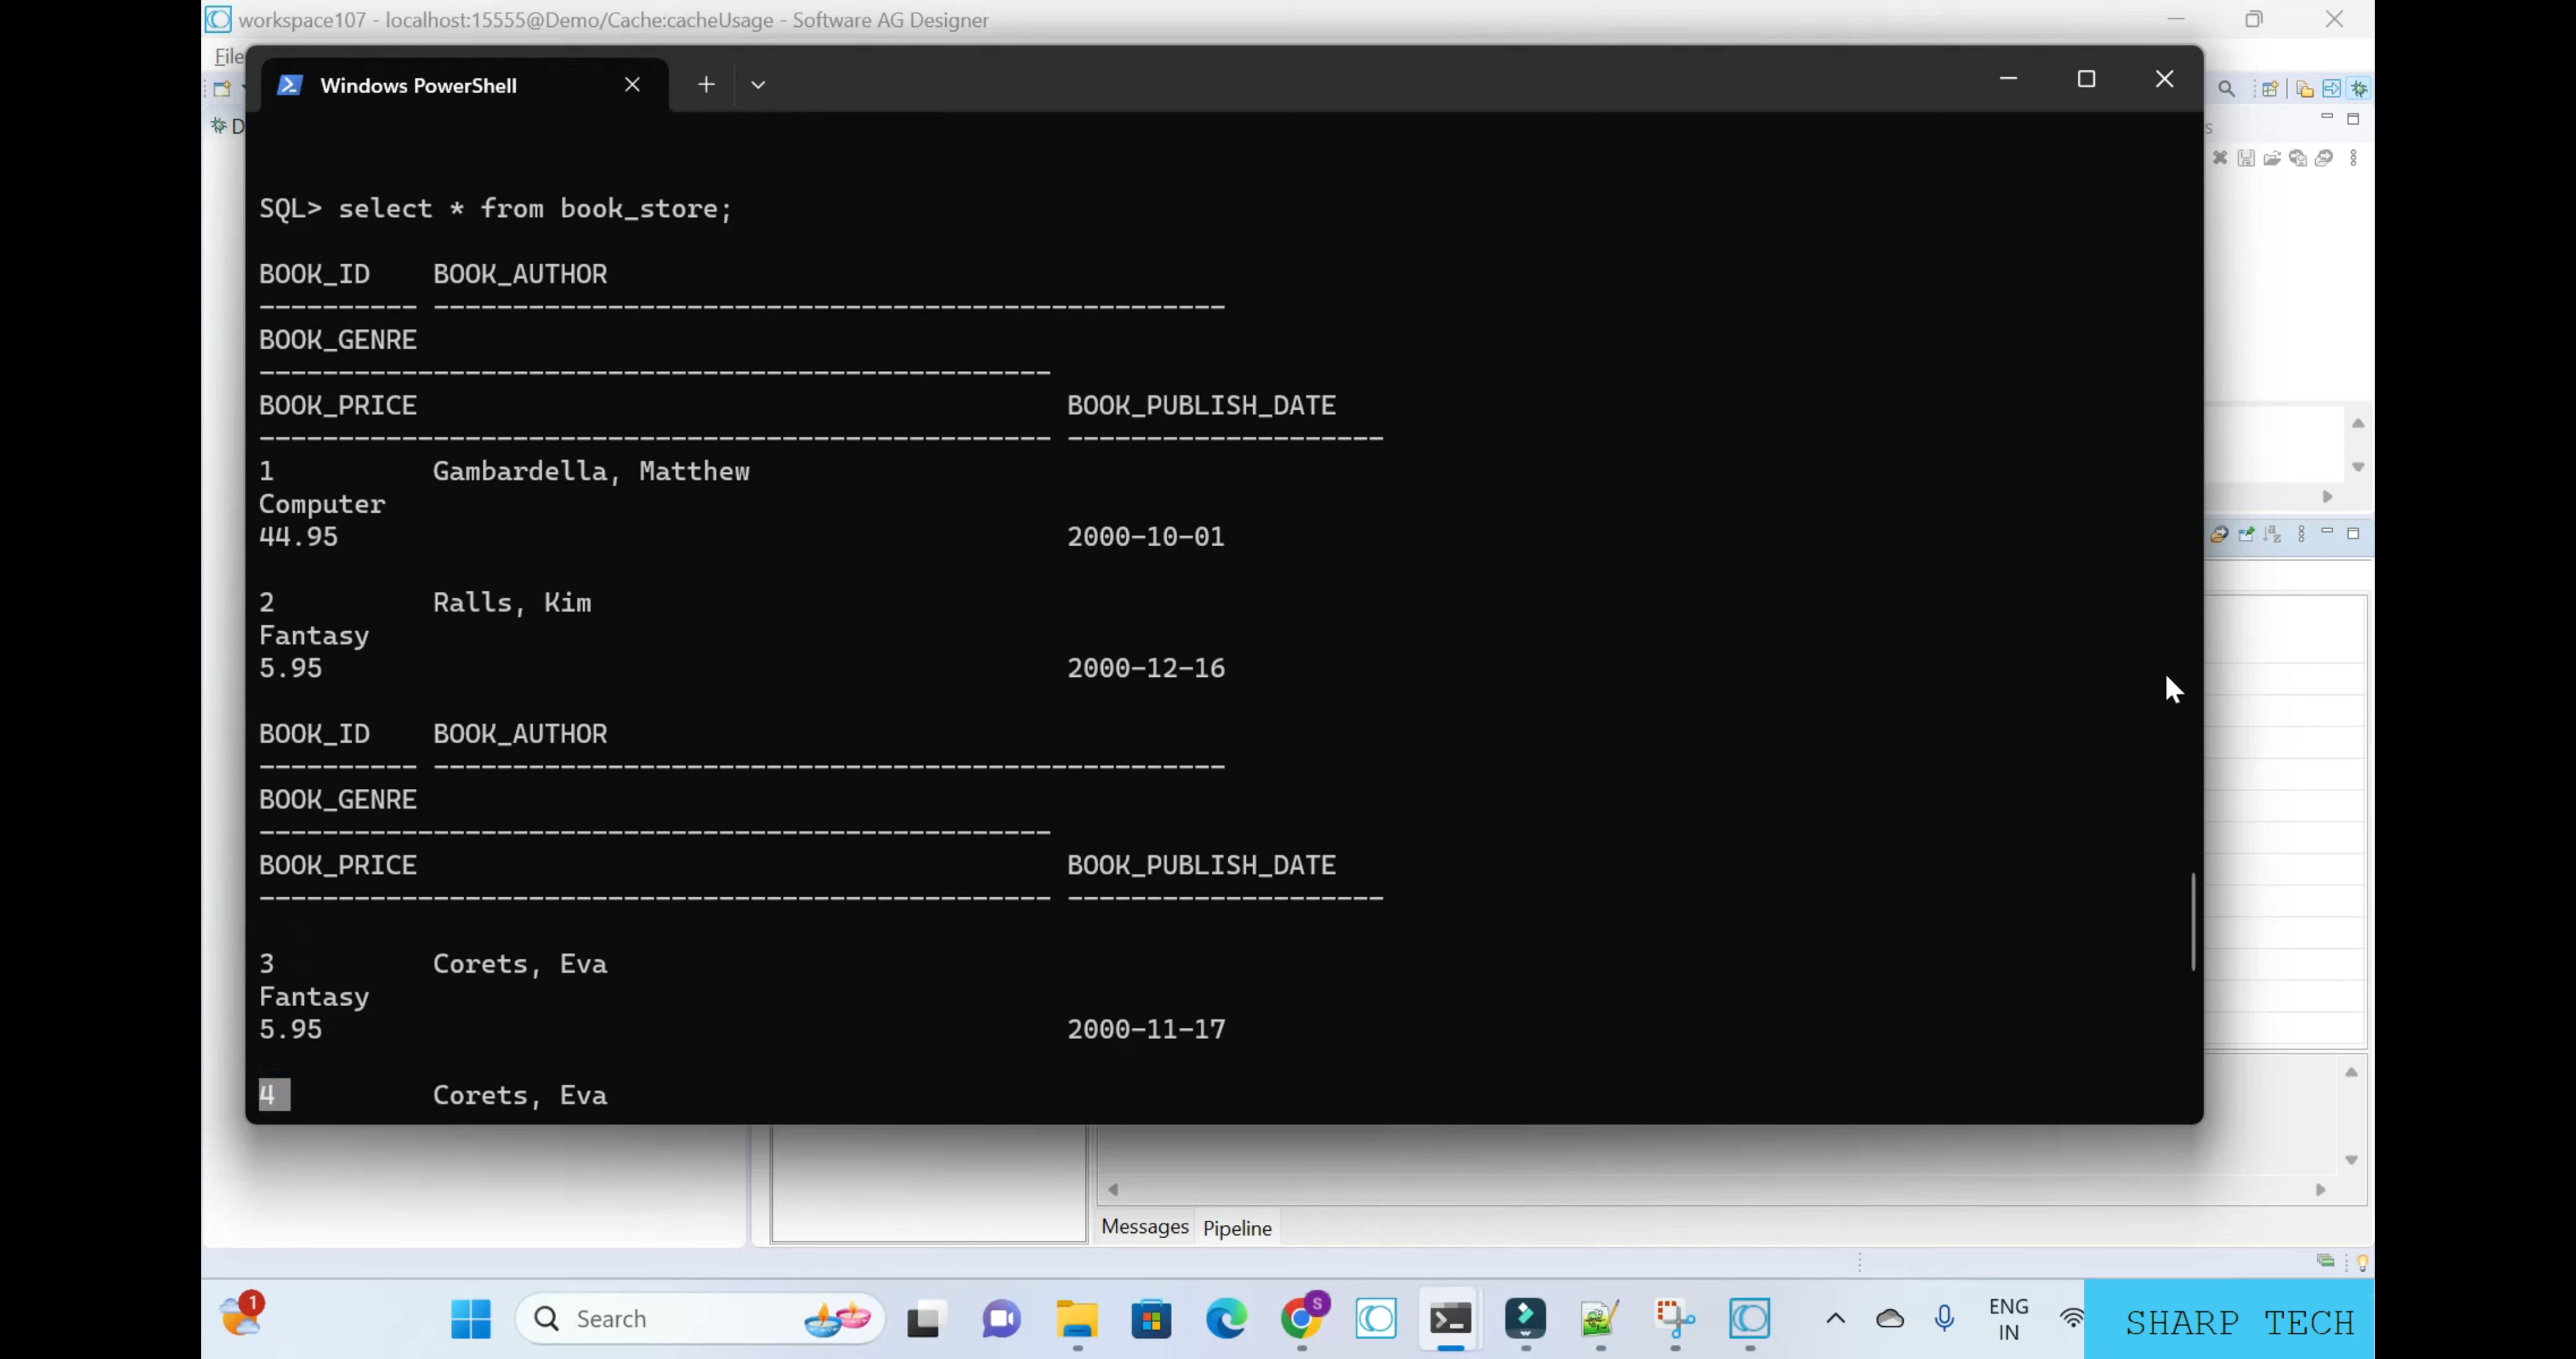 workspace107 - localhost:15555@Demo/Cache:cacheUsage - Software AG Designer
File
Windows PowerShell
D
s
SQL> select * from book_store;
BOOK_ID BOOK_AUTHOR
---------- --------------------------------------------------
BOOK_GENRE
--------------------------------------------------
BOOK_PRICE BOOK_PUBLISH_DATE
-------------------------------------------------- --------------------
1 Gambardella, Matthew
Computer
44.95 2000-10-01
2 Ralls, Kim
Fantasy
5.95 2000-12-16
BOOK_ID BOOK_AUTHOR
---------- --------------------------------------------------
BOOK_GENRE
--------------------------------------------------
BOOK_PRICE BOOK_PUBLISH_DATE
-------------------------------------------------- --------------------
3 Corets, Eva
Fantasy
5.95 2000-11-17
4 Corets, Eva
Messages Pipeline
1
Search
S
ENG
IN
SHARP TECH